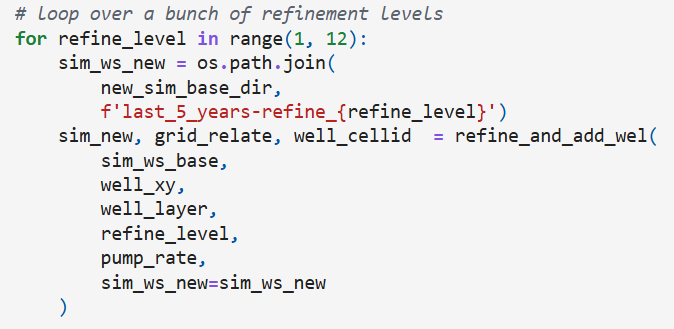 # loop over a bunch of refinement levels
for refine_level in range(1, 12):
    sim_ws_new = os.path.join(
        new_sim_base_dir,
        f'last_5_years-refine_{refine_level}')
    sim_new, grid_relate, well_cellid  = refine_and_add_wel(
        sim_ws_base,
        well_xy,
        well_layer,
        refine_level,
        pump_rate,
        sim_ws_new=sim_ws_new
    )